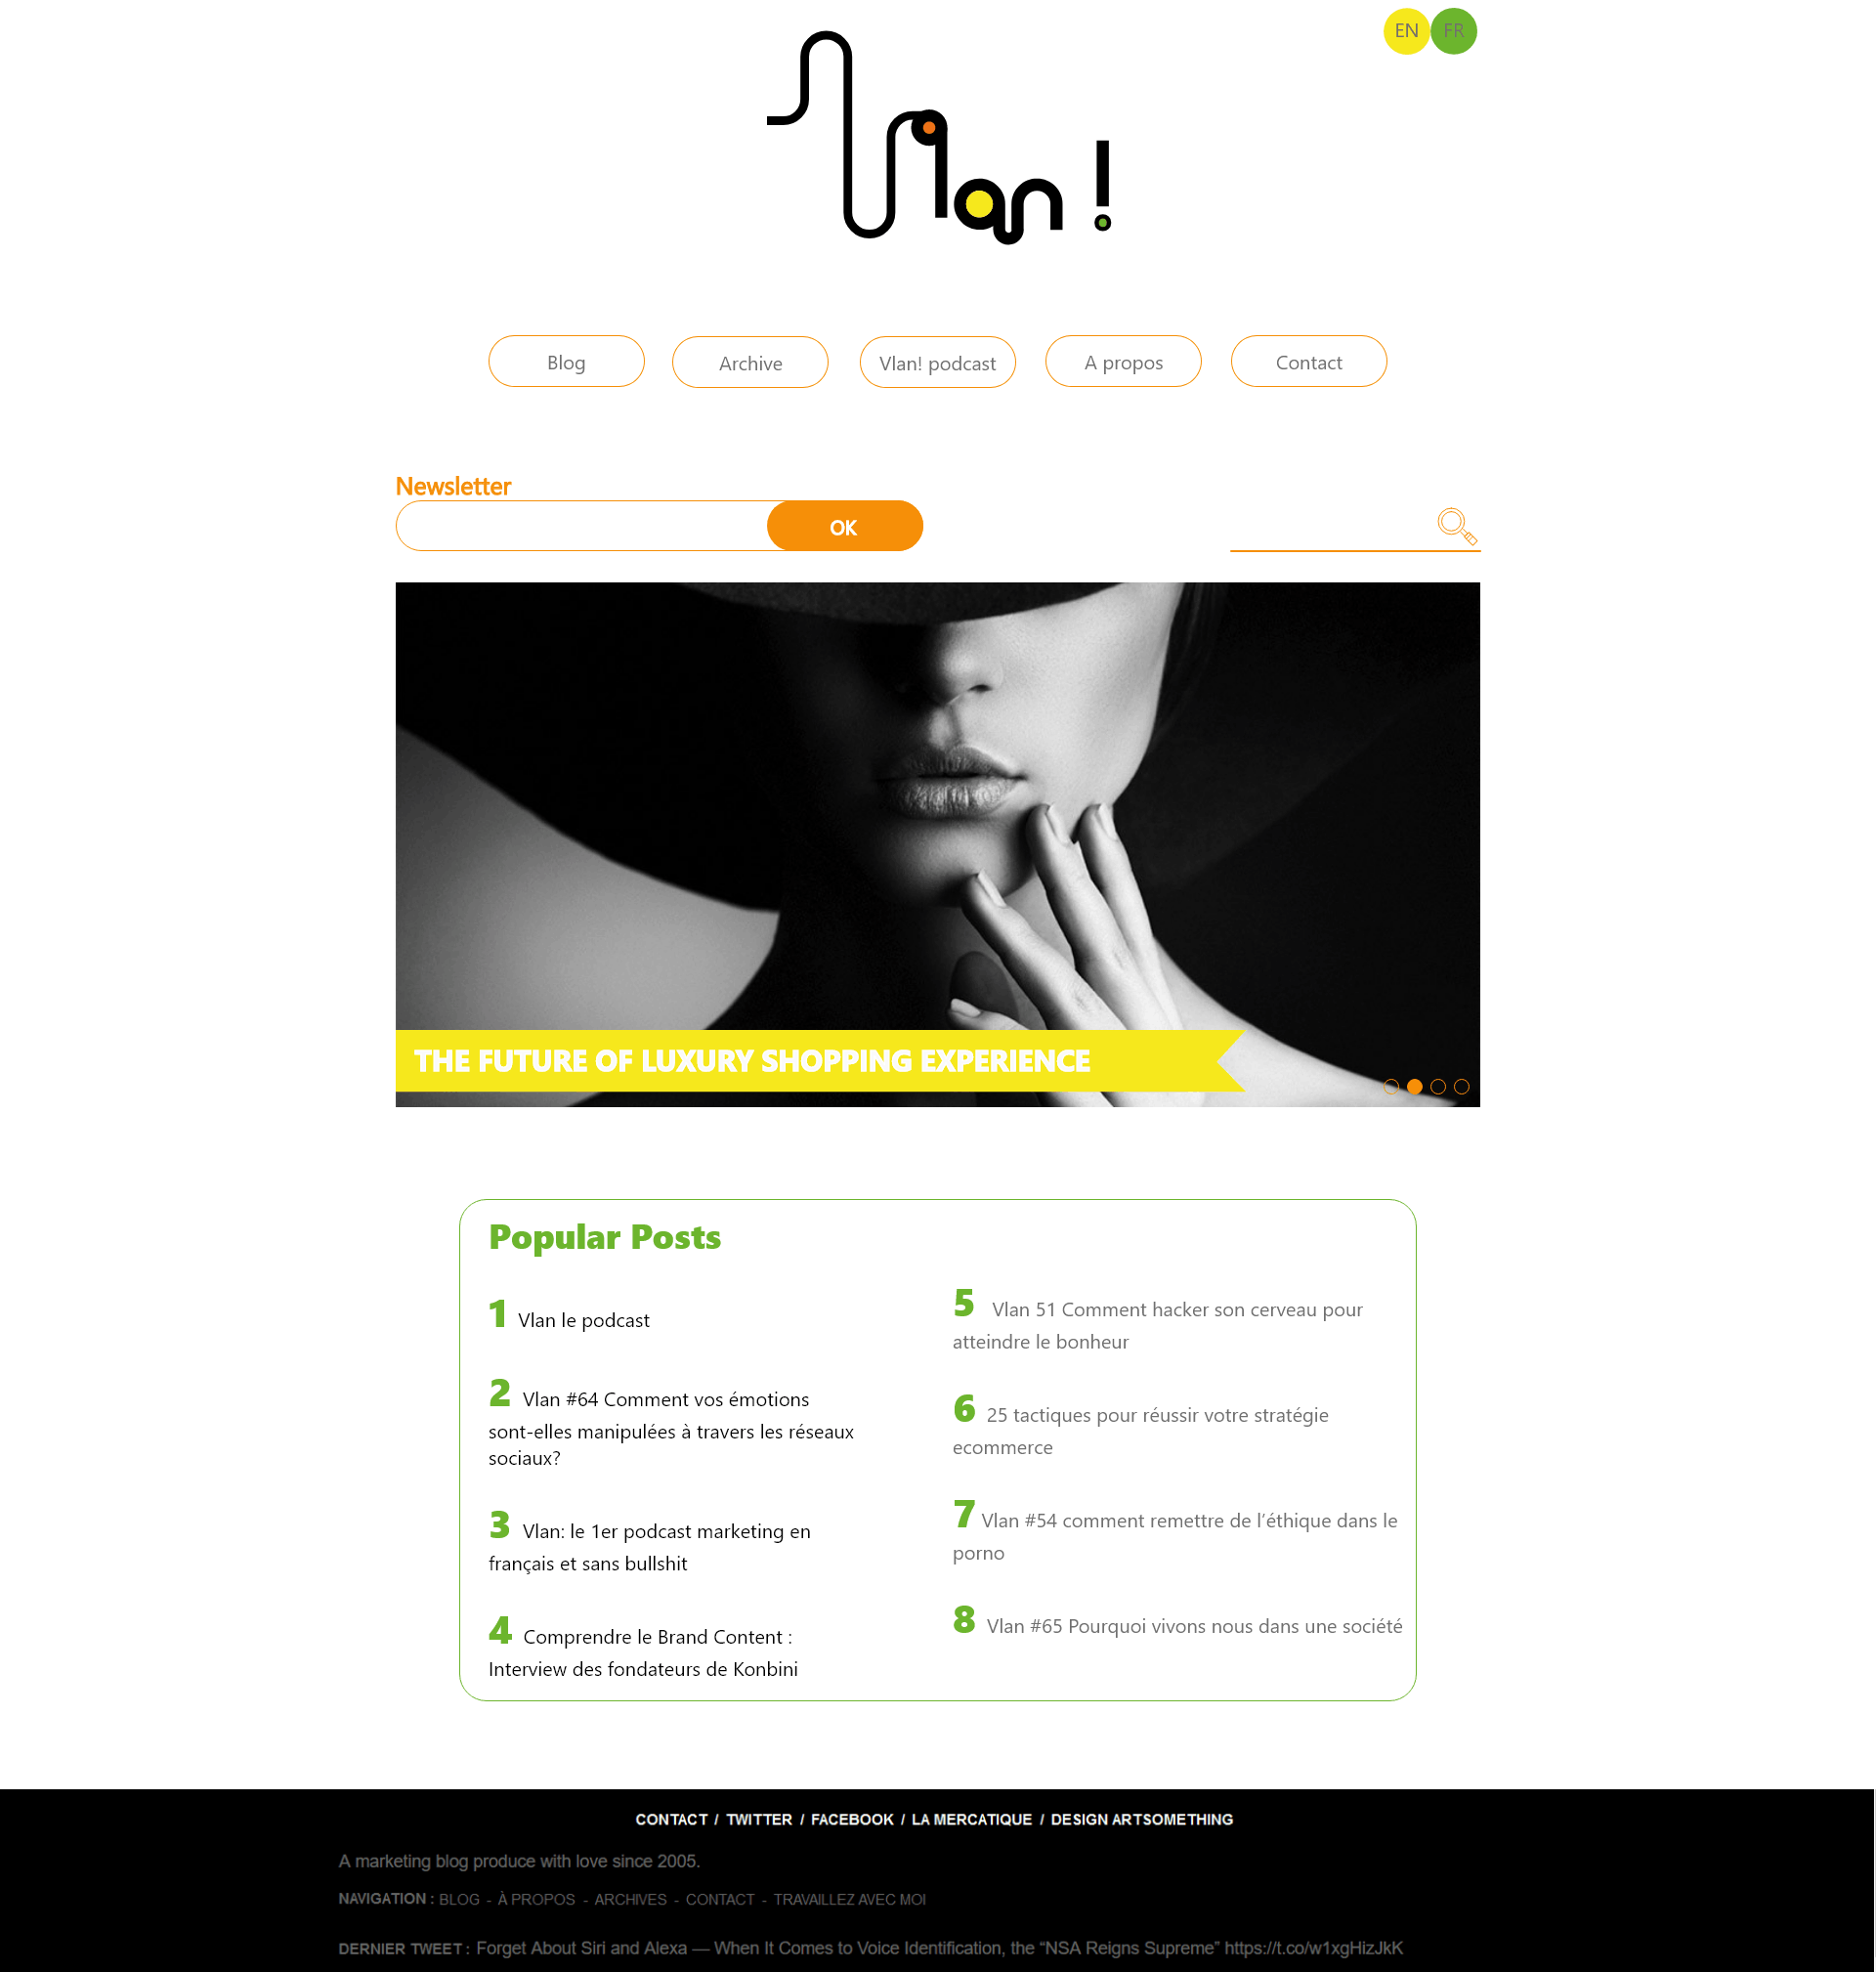 EN FR
Vlan !
Blog
Archive
Vlan! podcast
A propos
Contact
Newsletter
OK
THE FUTURE OF LUXURY SHOPPING EXPERIENCE
Popular Posts
1 Vlan le podcast
2 Vlan #64 Comment vos émotions
sont-elles manipulées à travers les réseaux
sociaux?
3 Vlan: le 1er podcast marketing en
français et sans bullshit
4 Comprendre le Brand Content :
Interview des fondateurs de Konbini
5 Vlan 51 Comment hacker son cerveau pour
atteindre le bonheur
6 25 tactiques pour réussir votre stratégie
ecommerce
7 Vlan #54 comment remettre de l’éthique dans le
porno
8 Vlan #65 Pourquoi vivons nous dans une société
CONTACT / TWITTER / FACEBOOK / LA MERCATIQUE / DESIGN ARTSOMETHING
A marketing blog produce with love since 2005.
NAVIGATION : BLOG - À PROPOS - ARCHIVES - CONTACT - TRAVAILLEZ AVEC MOI
DERNIER TWEET : Forget About Siri and Alexa — When It Comes to Voice Identification, the “NSA Reigns Supreme” https://t.co/w1xgHizJkK